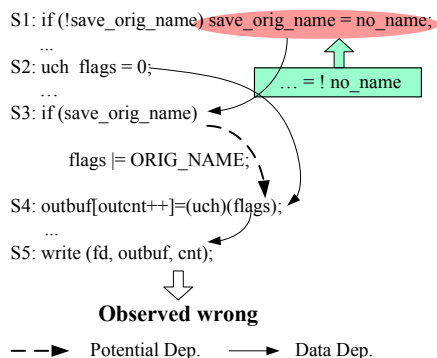 S1: if (!save_orig_name) save_orig_name = no_name;
...
S2: uch flags = 0;
... = ! no_name
...
S3: if (save_orig_name)
flags |= ORIG_NAME;
S4: outbuf[outcnt++]=(uch)(flags);
...
S5: write (fd, outbuf, cnt);
Observed wrong
Potential Dep. Data Dep.